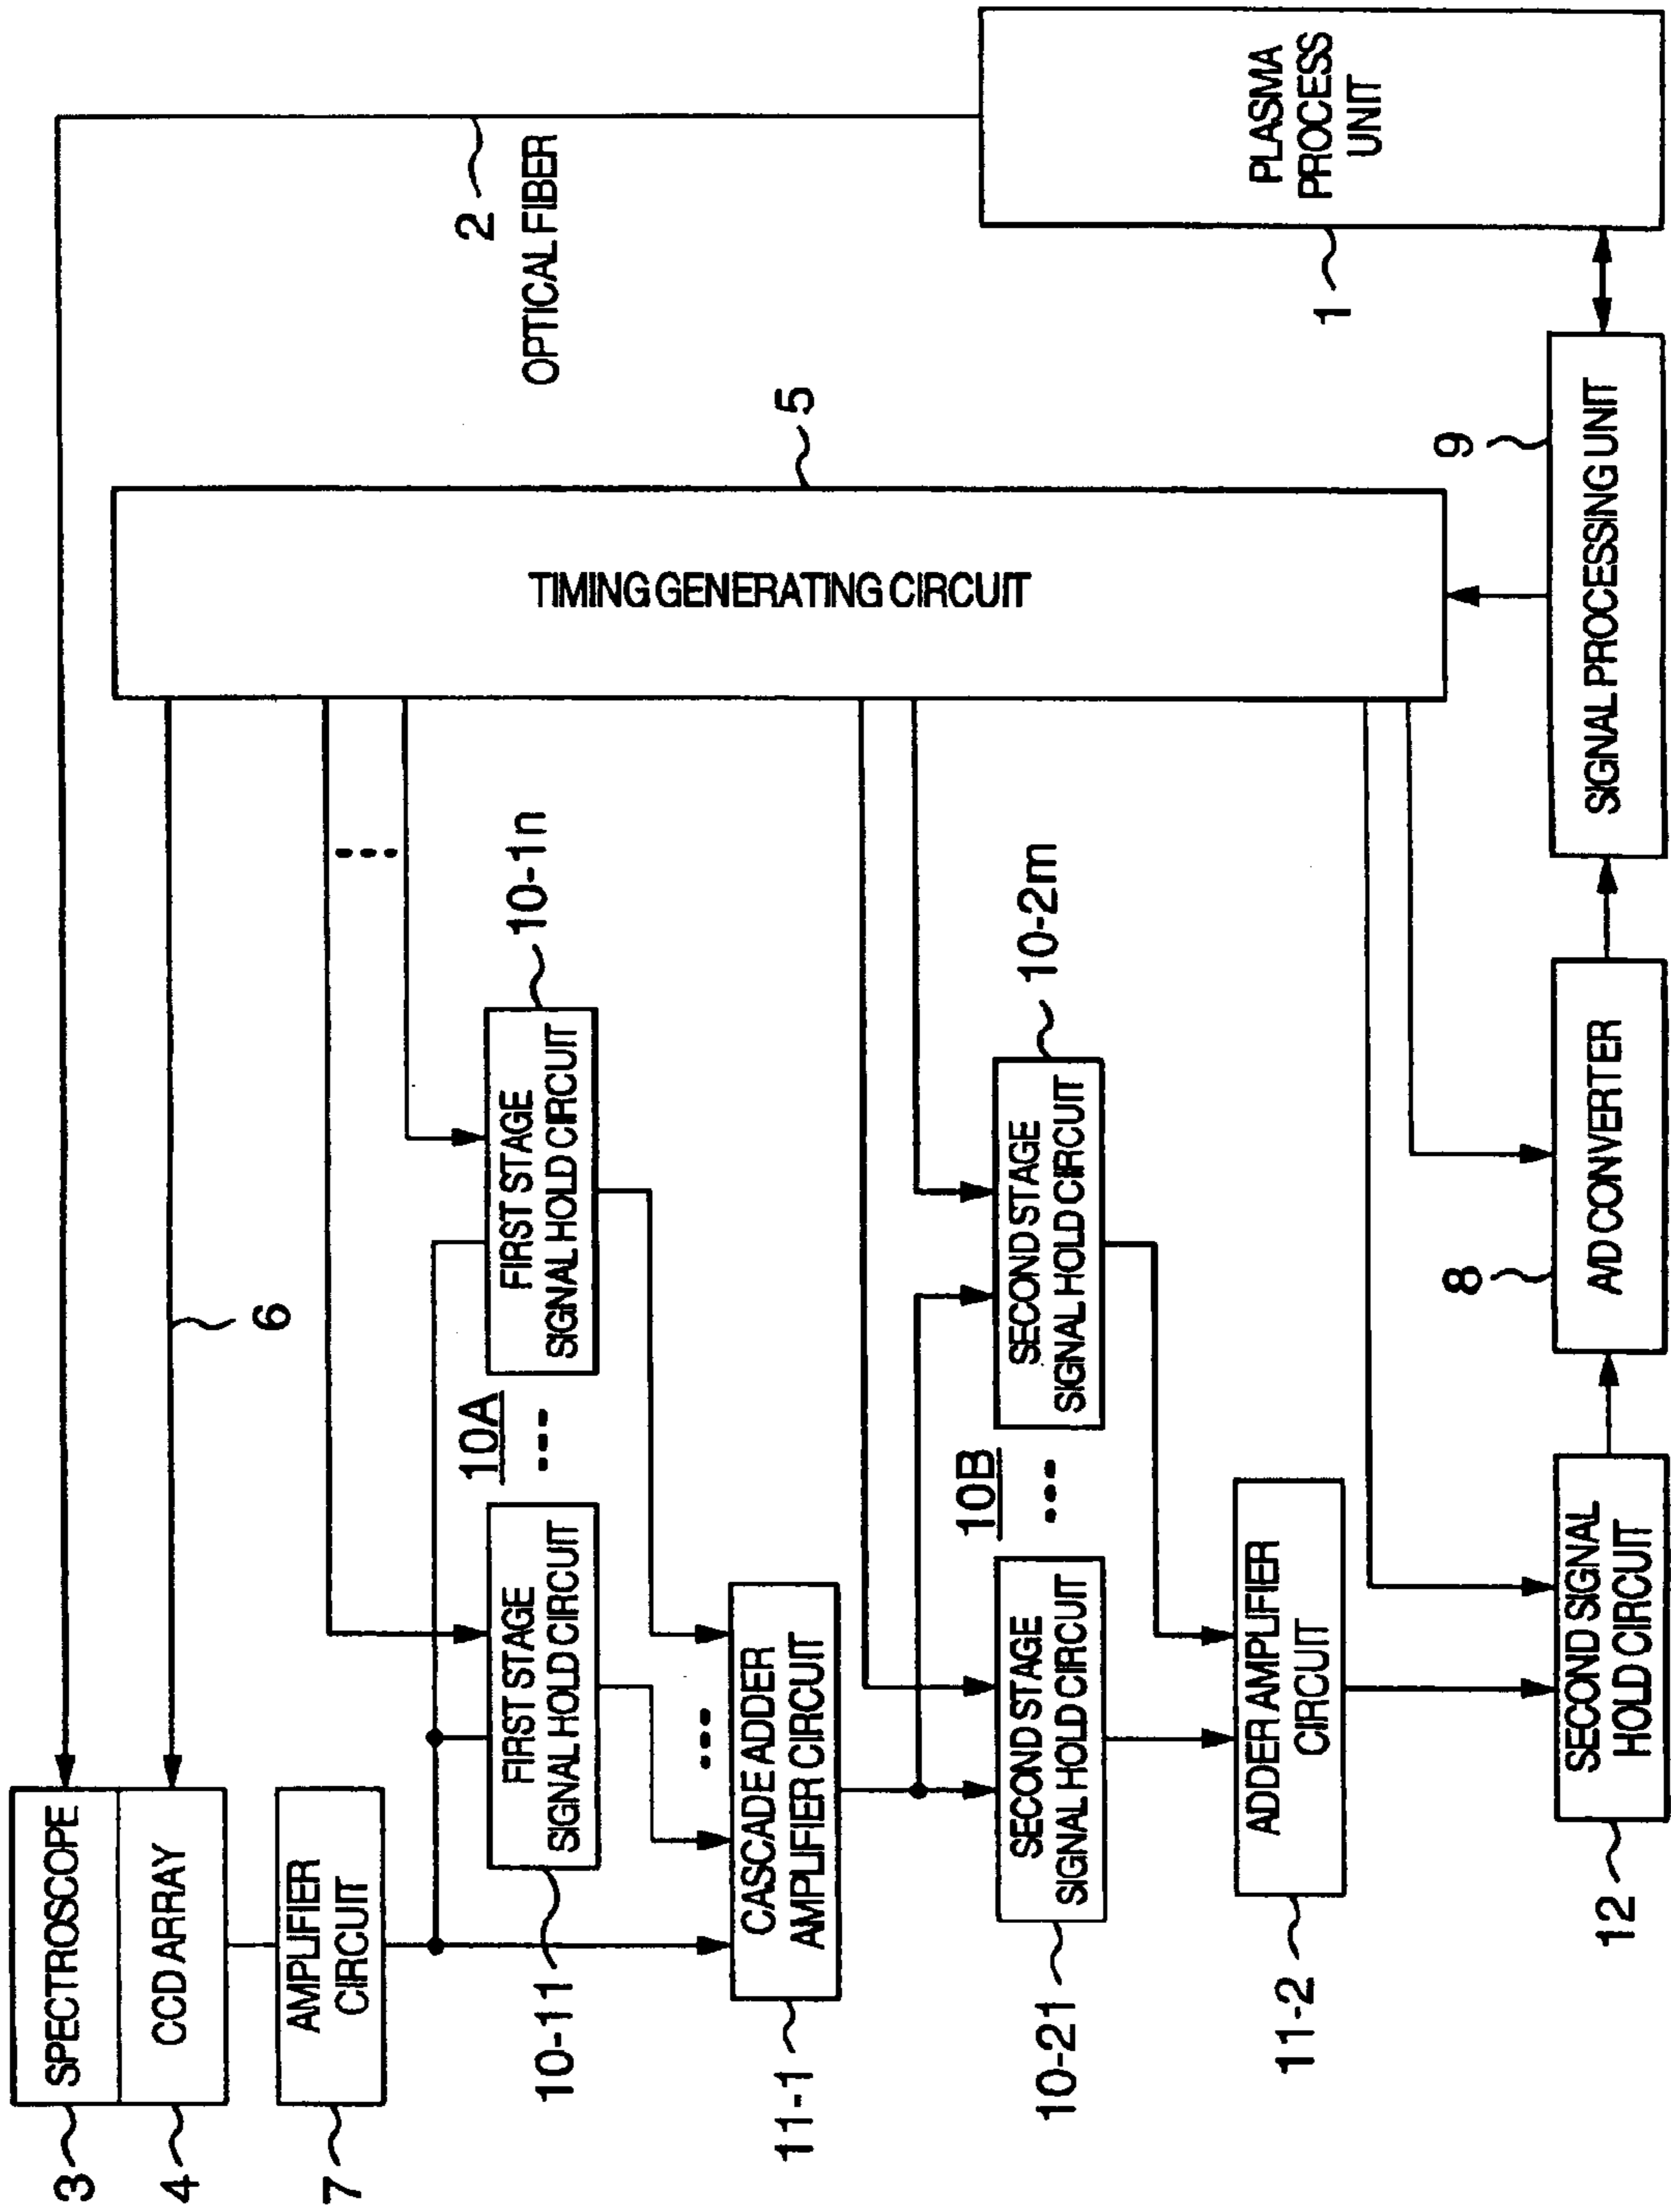 3
SPECTROSCOPE
4
CCD ARRAY
7
AMPLIFIER
CIRCUIT
6
2
OPTICAL FIBER
5
TIMING GENERATING CIRCUIT
10-11
FIRST STAGE
SIGNAL HOLD CIRCUIT
10A
FIRST STAGE
SIGNAL HOLD CIRCUIT
10-1n
11-1
CASCADE ADDER
AMPLIFIER CIRCUIT
10-21
SECOND STAGE
SIGNAL HOLD CIRCUIT
10B
SECOND STAGE
SIGNAL HOLD CIRCUIT
10-2m
11-2
ADDER AMPLIFIER
CIRCUIT
12
SECOND SIGNAL
HOLD CIRCUIT
8
A/D CONVERTER
9
SIGNAL PROCESSING UNIT
1
PLASMA
PROCESS
UNIT